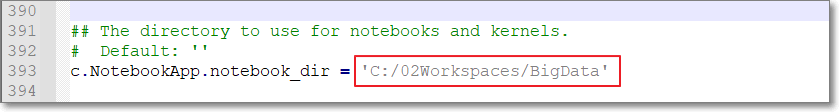 390
391 ## The directory to use for notebooks and kernels.
392 #  Default: ''
393 c.NotebookApp.notebook_dir = 'C:/02Workspaces/BigData'
394